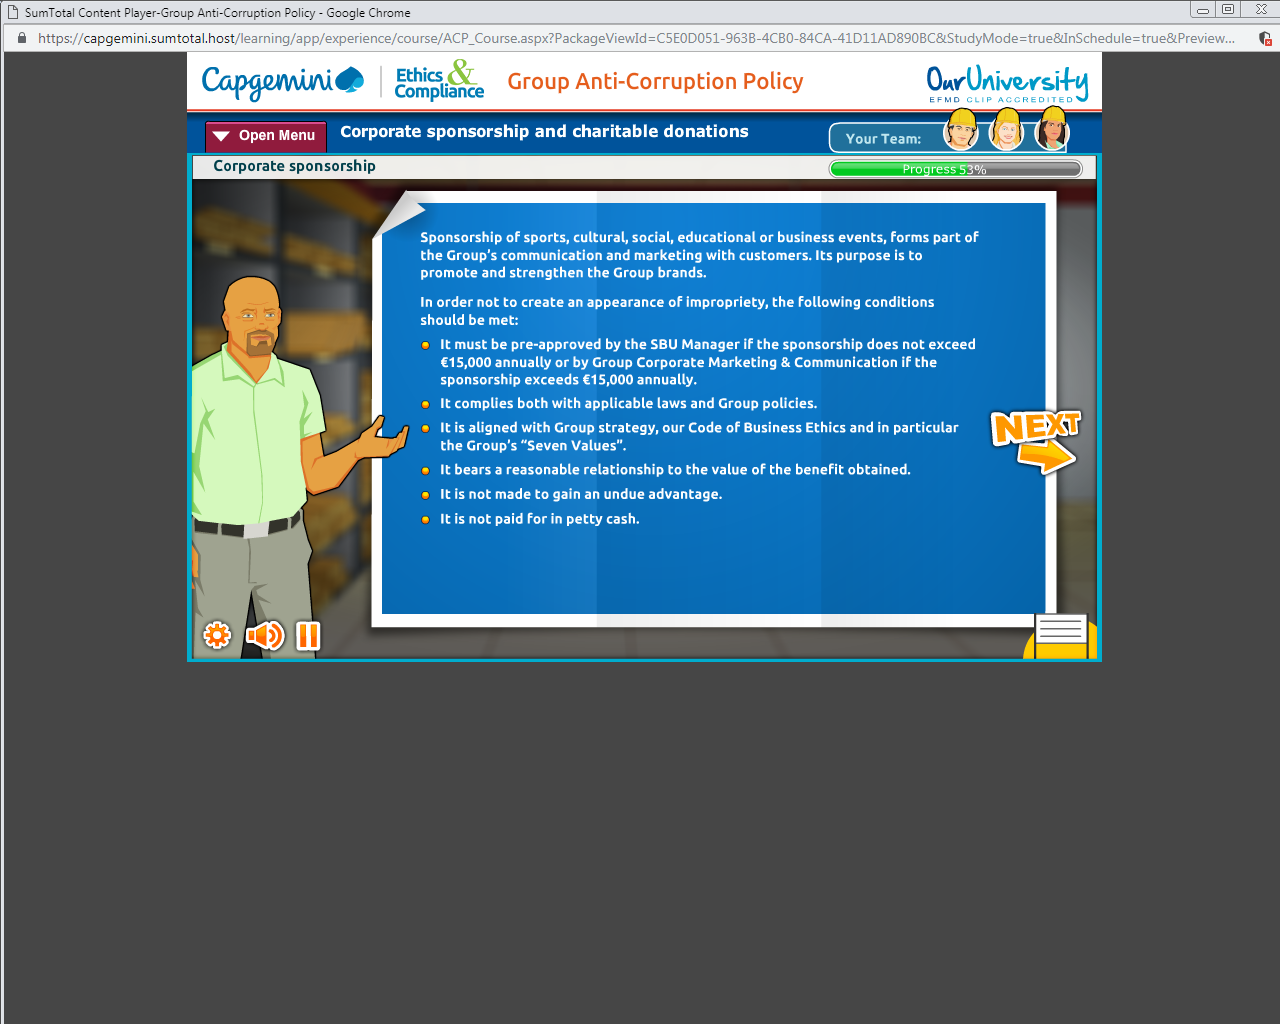 SumTotal Content Player-Group Anti-Corruption Policy - Google Chrome
https://capgemini.sumtotal.host/learning/app/experience/course/ACP_Course.aspx?PackageViewId=C5E0D051-963B-4CB0-84CA-41D11AD890BC&StudyMode=true&InSchedule=true&Preview...
Capgemini
Ethics &
Compliance
Group Anti-Corruption Policy
OurUniversity
EFMD CLIP ACCREDITED
Open Menu
Corporate sponsorship and charitable donations
Your Team:
Corporate sponsorship
Progress 53%
Sponsorship of sports, cultural, social, educational or business events, forms part of
the Group's communication and marketing with customers. Its purpose is to
promote and strengthen the Group brands.
In order not to create an appearance of impropriety, the following conditions
should be met:
It must be pre-approved by the SBU Manager if the sponsorship does not exceed
€15,000 annually or by Group Corporate Marketing & Communication if the
sponsorship exceeds €15,000 annually.
It complies both with applicable laws and Group policies.
It is aligned with Group strategy, our Code of Business Ethics and in particular
the Group's “Seven Values”.
It bears a reasonable relationship to the value of the benefit obtained.
It is not made to gain an undue advantage.
It is not paid for in petty cash.
NEXT